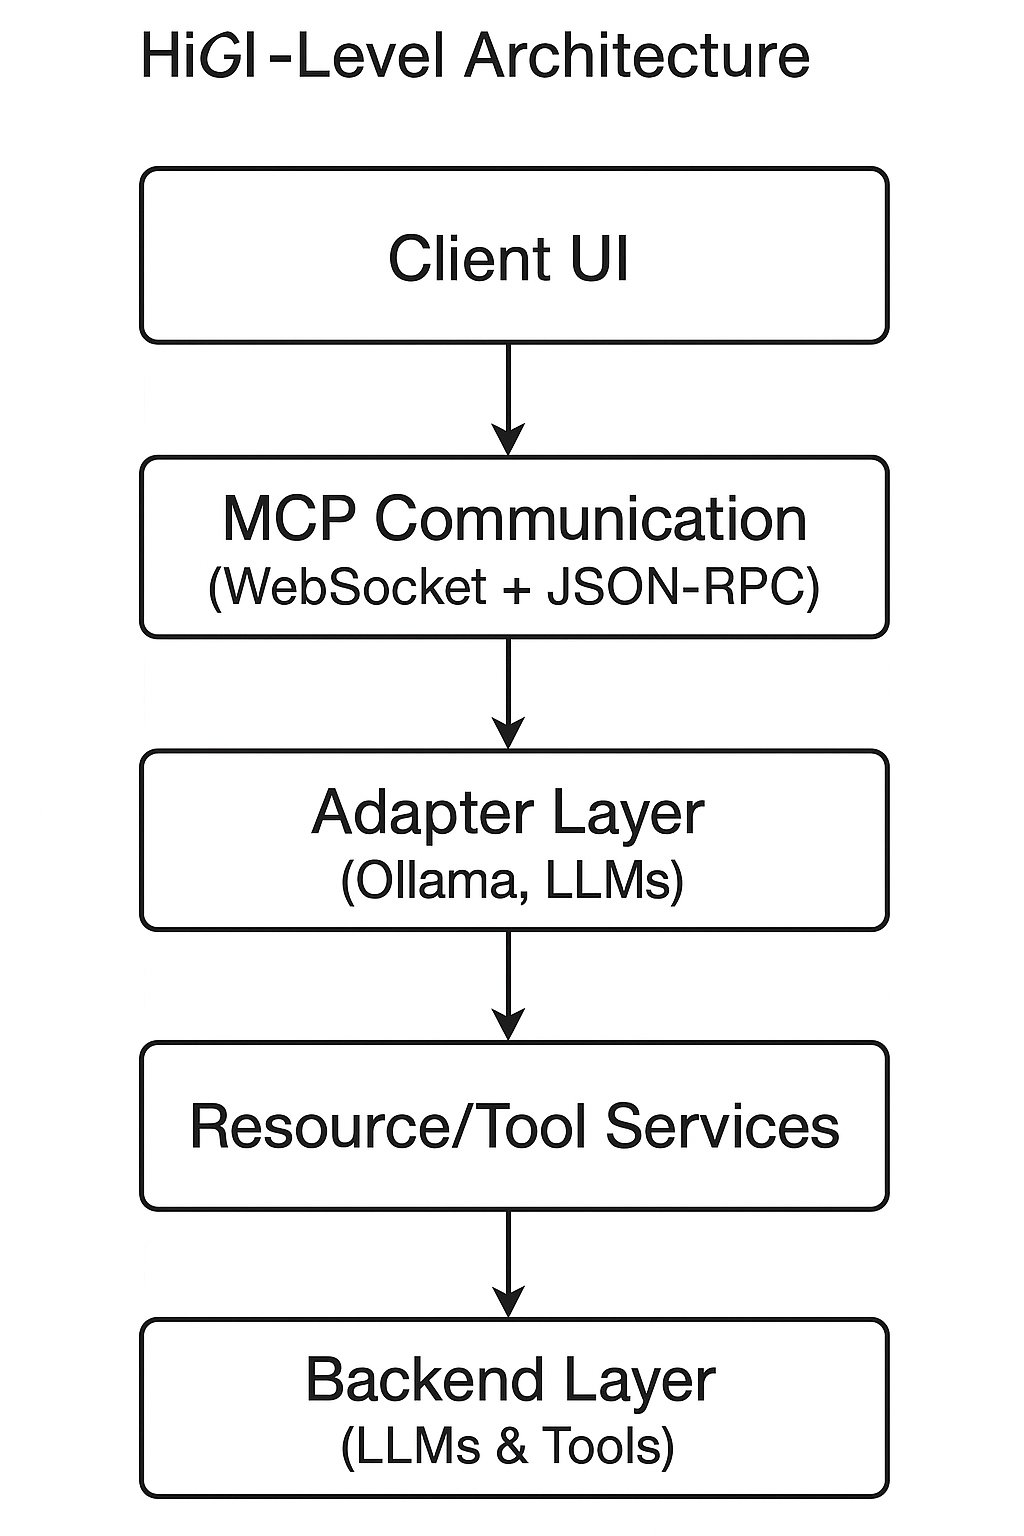 HiGI-Level Architecture
Client UI
MCP Communication
(WebSocket + JSON-RPC)
Adapter Layer
(Ollama, LLMs)
Resource/Tool Services
Backend Layer
(LLMs & Tools)